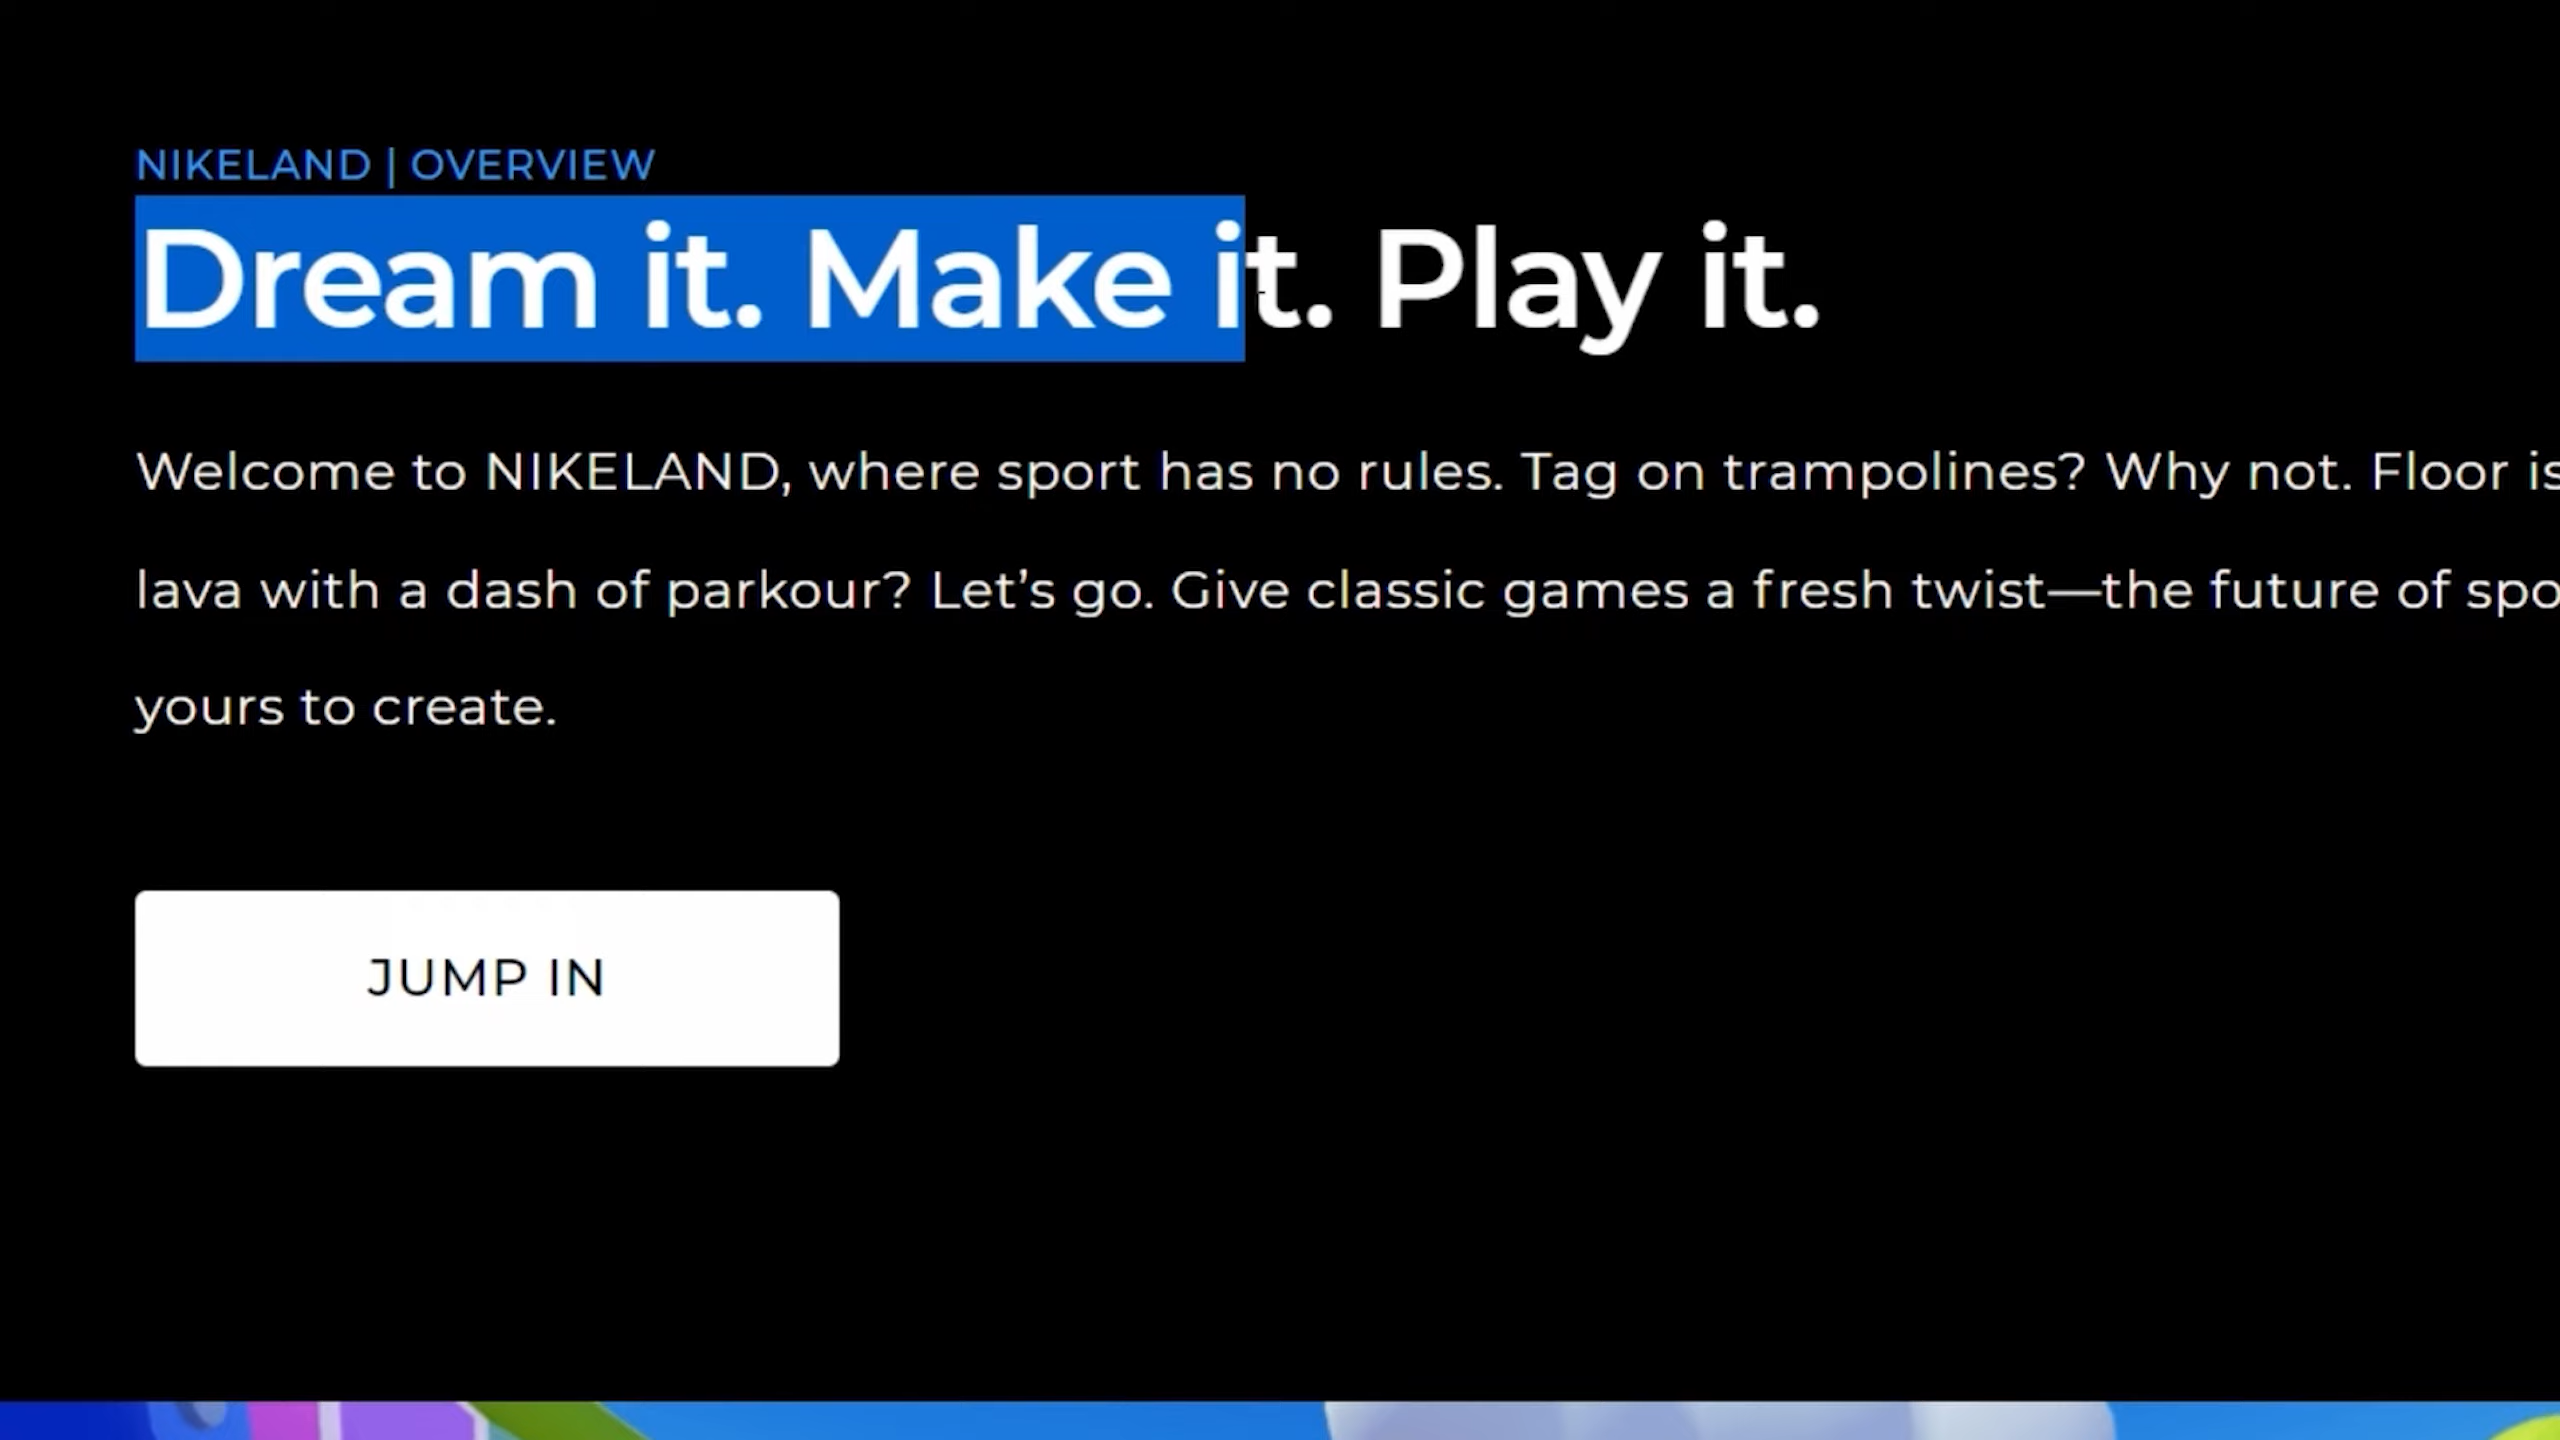 NIKELAND | OVERVIEW
Dream it. Make it. Play it.
Welcome to NIKELAND, where sport has no rules. Tag on trampolines? Why not. Floor is
lava with a dash of parkour? Let’s go. Give classic games a fresh twist—the future of
yours to create.
JUMP IN